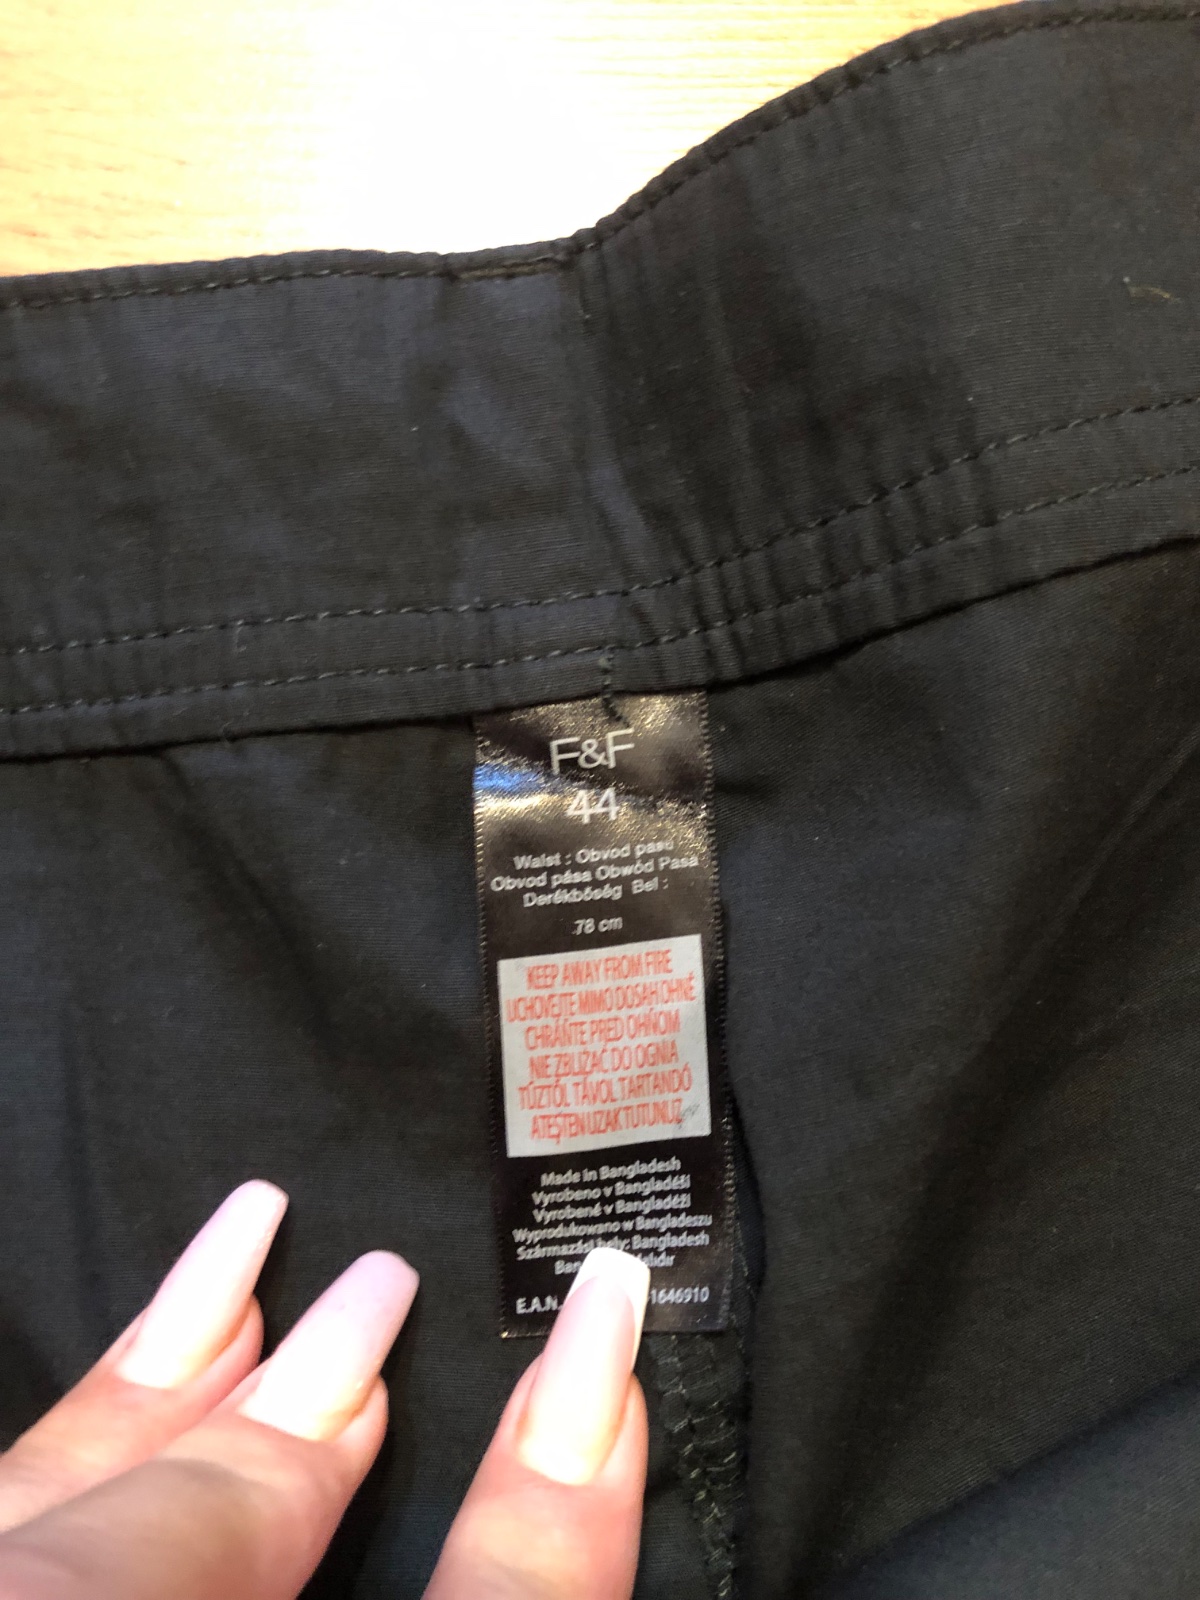 F&F
44
Waist : Obvod pasu
Obvod pása Obwód Pasa
Derékbőség Bel :
78 cm
KEEP AWAY FROM FIRE
UCHOVEJTE MIMO DOSAH OHNĚ
CHRÁŇTE PRED OHŇOM
NIE ZBLIŻAĆ DO OGNIA
TŰZTŐL TÁVOL TARTANDÓ
ATEŞTEN UZAK TUTUNUZ
Made in Bangladesh
Vyrobeno v Bangladéši
Vyrobené v Bangladéži
Wyprodukowano w Bangladeszu
Származási hely: Bangladesh
E.A.N. 1646910